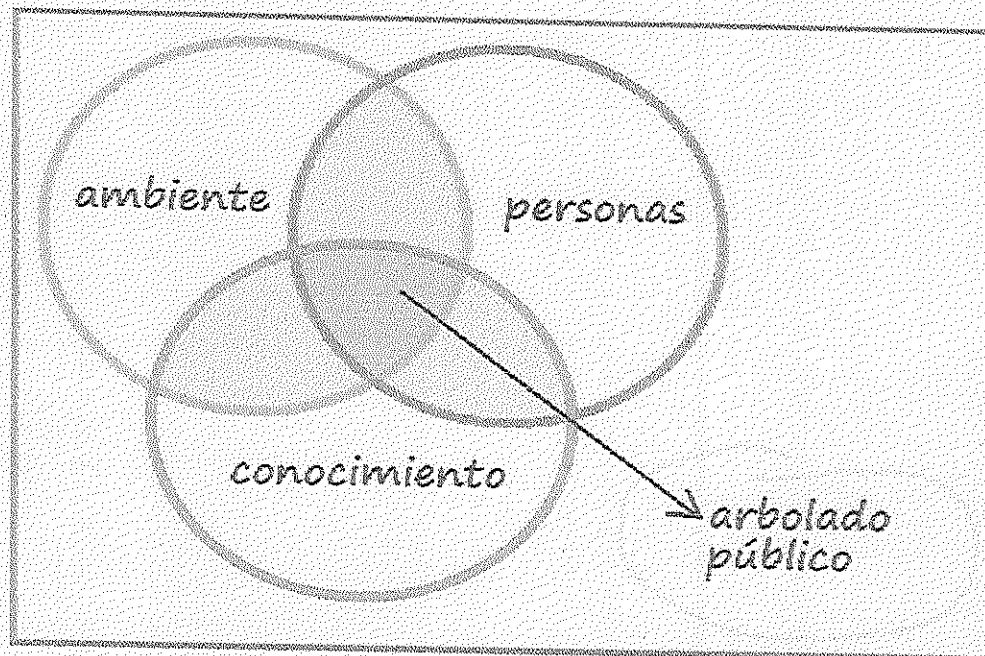 ambiente
personas
conocimiento
arbolado
público